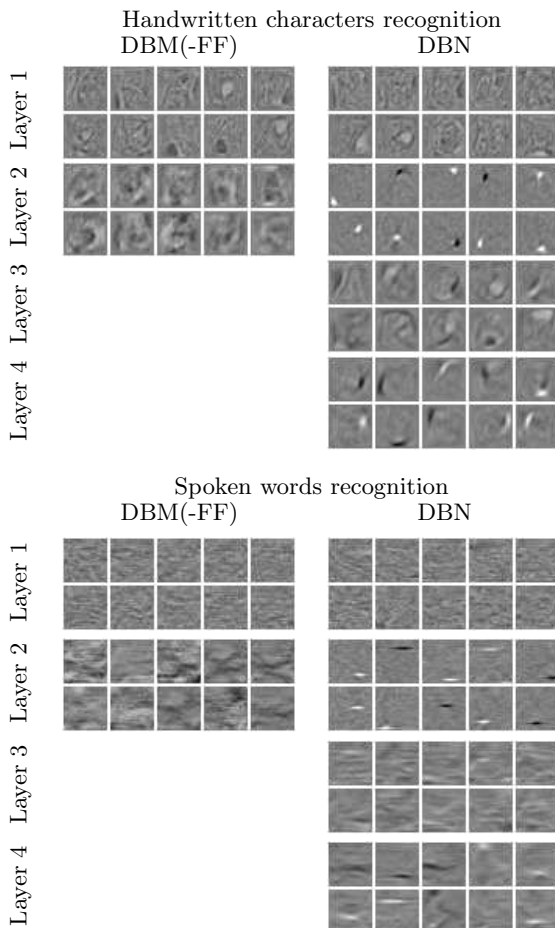 Handwritten characters recognition
DBM(-FF) DBN
Layer 1
Layer 2
Layer 3
Layer 4
Spoken words recognition
DBM(-FF) DBN
Layer 1
Layer 2
Layer 3
Layer 4